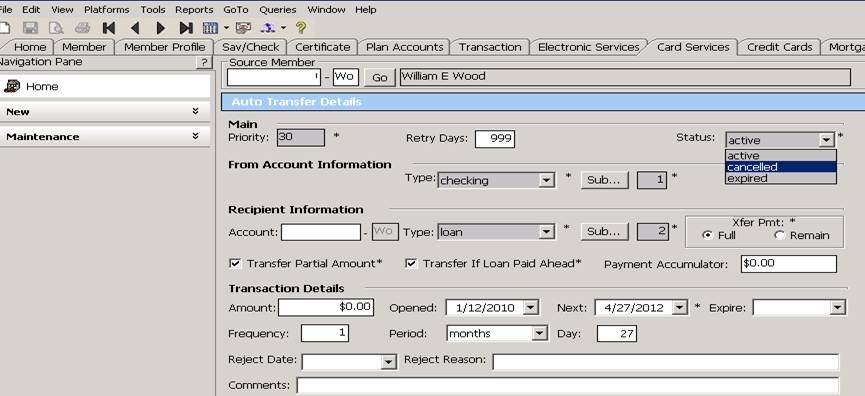 File Edit View Platforms Tools Reports GoTo Queries Window Help
Home Member Member Profile Sav/Check Certificate Plan Accounts Transaction Electronic Services Card Services Credit Cards Mortga
Navigation Pane ?
Source Member
Home
- Wo Go William E Wood
New
Auto Transfer Details
Maintenance
Main
Priority: 30 * Retry Days: 999 Status: active *
active
cancelled
expired
From Account Information
Type: checking * Sub... 1 *
Recipient Information
Xfer Pmt: *
Account: - Wo Type: loan * Sub... 2 * Full Remain
Transfer Partial Amount* Transfer If Loan Paid Ahead* Payment Accumulator: $0.00
Transaction Details
Amount: $0.00 Opened: 1/12/2010 Next: 4/27/2012 * Expire:
Frequency: 1 Period: months Day: 27
Reject Date: Reject Reason:
Comments: